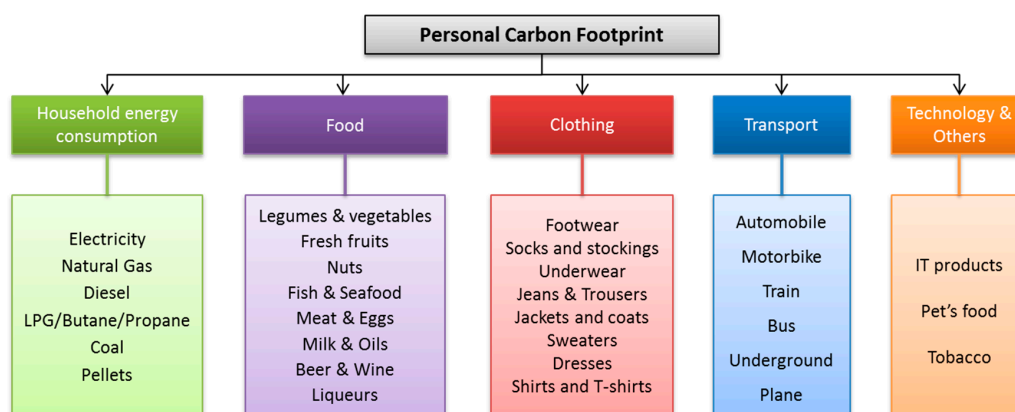 Personal Carbon Footprint
Household energy
consumption
Food
Clothing
Transport
Technology &
Others
Electricity
Natural Gas
Diesel
LPG/Butane/Propane
Coal
Pellets
Legumes & vegetables
Fresh fruits
Nuts
Fish & Seafood
Meat & Eggs
Milk & Oils
Beer & Wine
Liqueurs
Footwear
Socks and stockings
Underwear
Jeans & Trousers
Jackets and coats
Sweaters
Dresses
Shirts and T-shirts
Automobile
Motorbike
Train
Bus
Underground
Plane
IT products
Pet's food
Tobacco